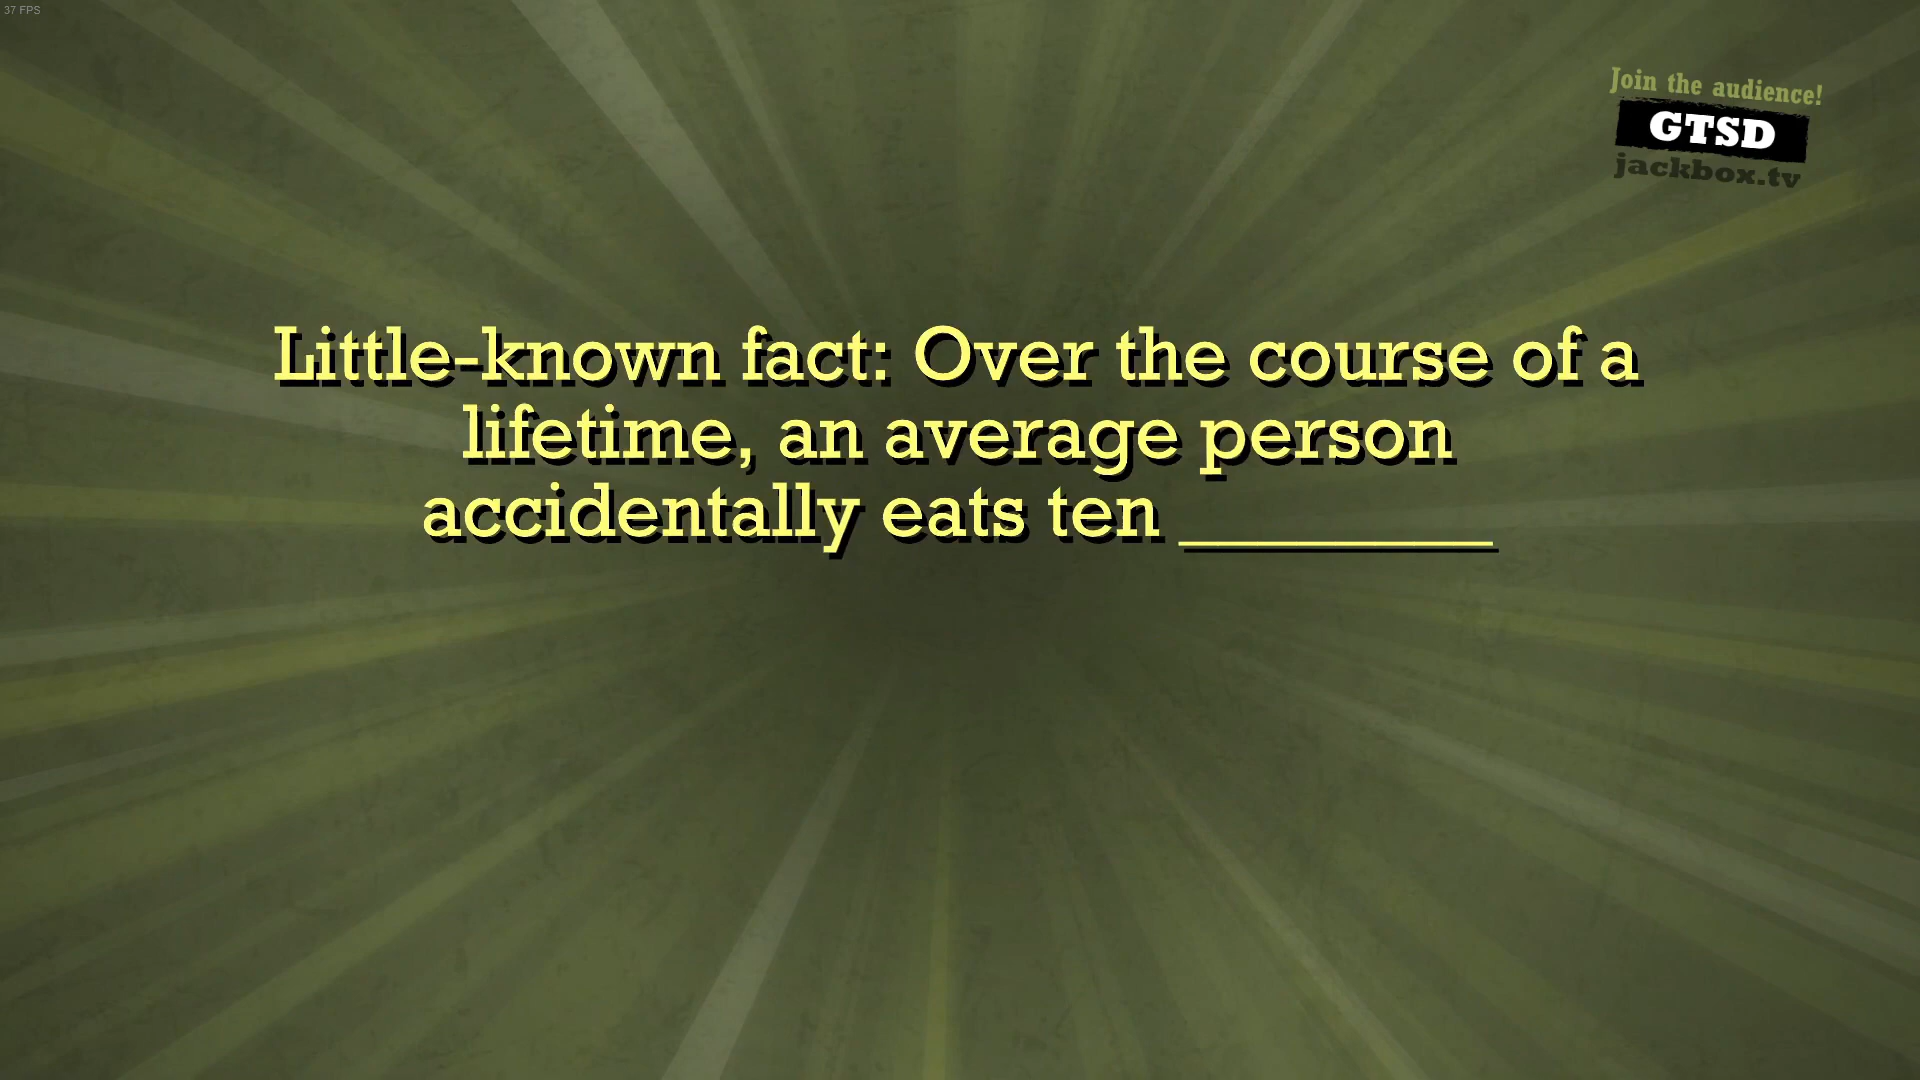 37 FPS
Join the audience!
GTSD
jackbox.tv
Little-known fact: Over the course of a
lifetime, an average person
accidentally eats ten ________